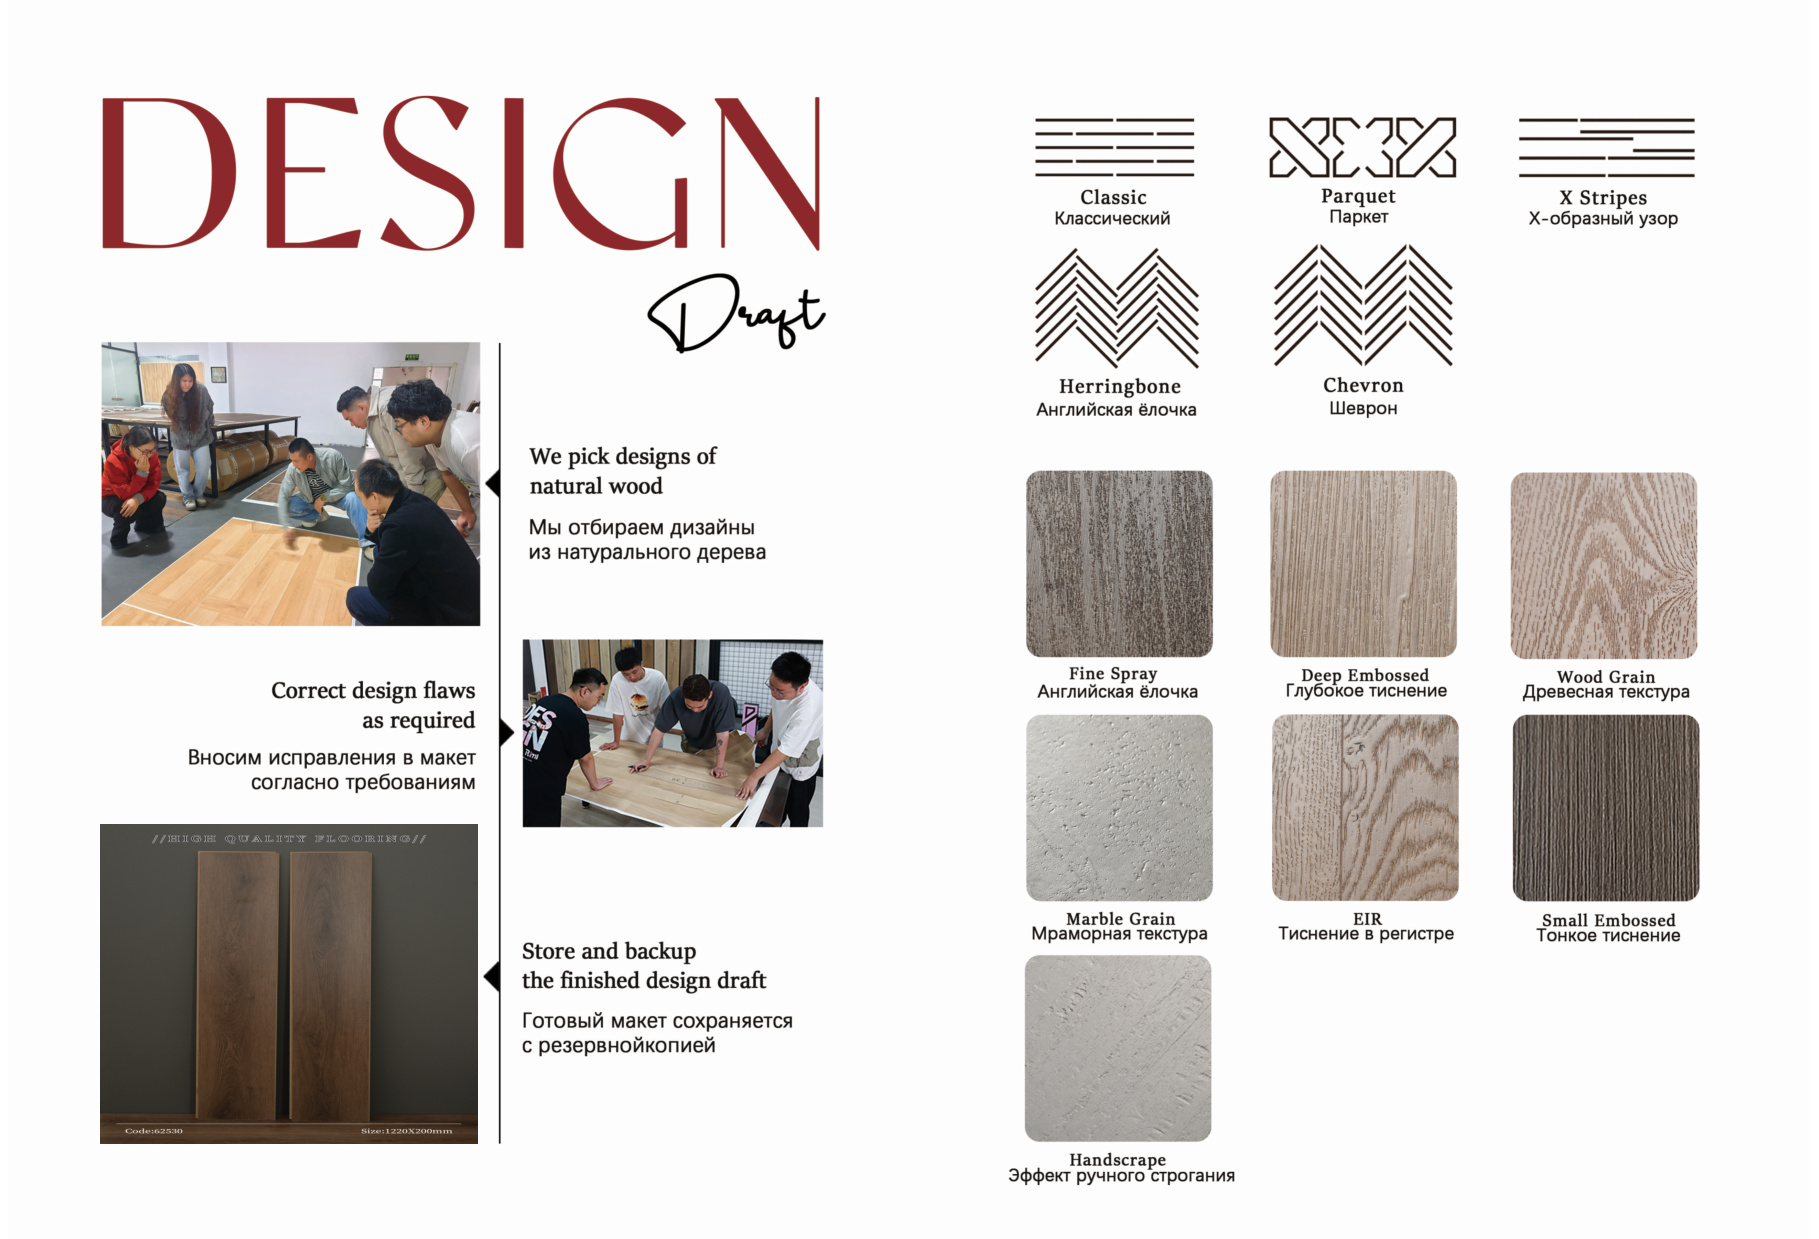 DESIGN
Draft
We pick designs of
natural wood
Мы отбираем дизайны
из натурального дерева
Correct design flaws
as required
Вносим исправления в макет
согласно требованиям
DES
GN
//HIGH QUALITY FLOORING//
Code:62530
Size:1220X200mm
Store and backup
the finished design draft
Готовый макет сохраняется
с резервнойкопией
Classic
Классический
Parquet
Паркет
X Stripes
Х-образный узор
Herringbone
Английская ёлочка
Chevron
Шеврон
Fine Spray
Английская ёлочка
Deep Embossed
Глубокое тиснение
Wood Grain
Древесная текстура
Marble Grain
Мраморная текстура
EIR
Тиснение в регистре
Small Embossed
Тонкое тиснение
Handscrape
Эффект ручного строгания